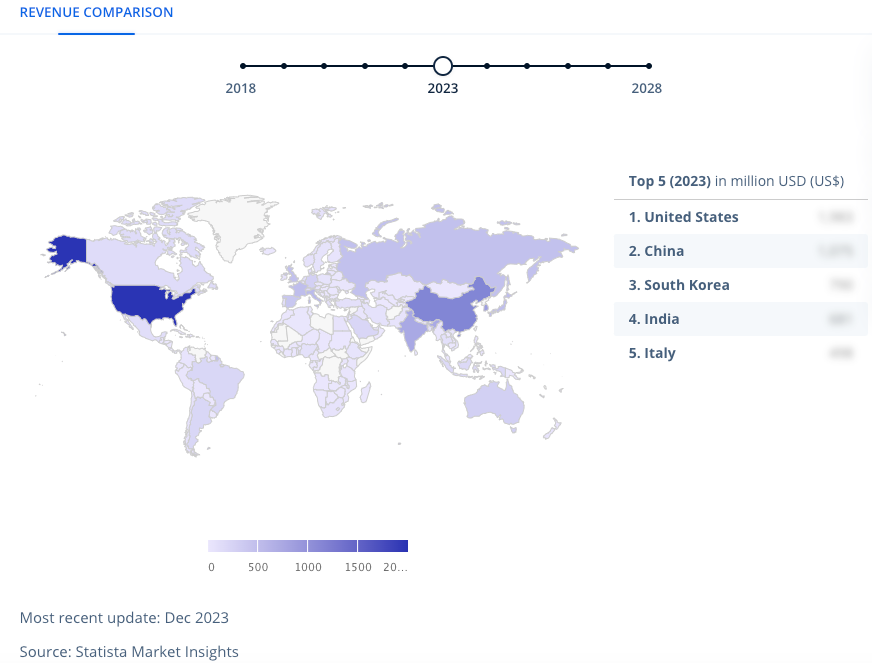 REVENUE COMPARISON
2018 2023 2028
Top 5 (2023) in million USD (US$)
1. United States
2. China
3. South Korea
4. India
5. Italy
0 500 1000 1500 20...
Most recent update: Dec 2023
Source: Statista Market Insights